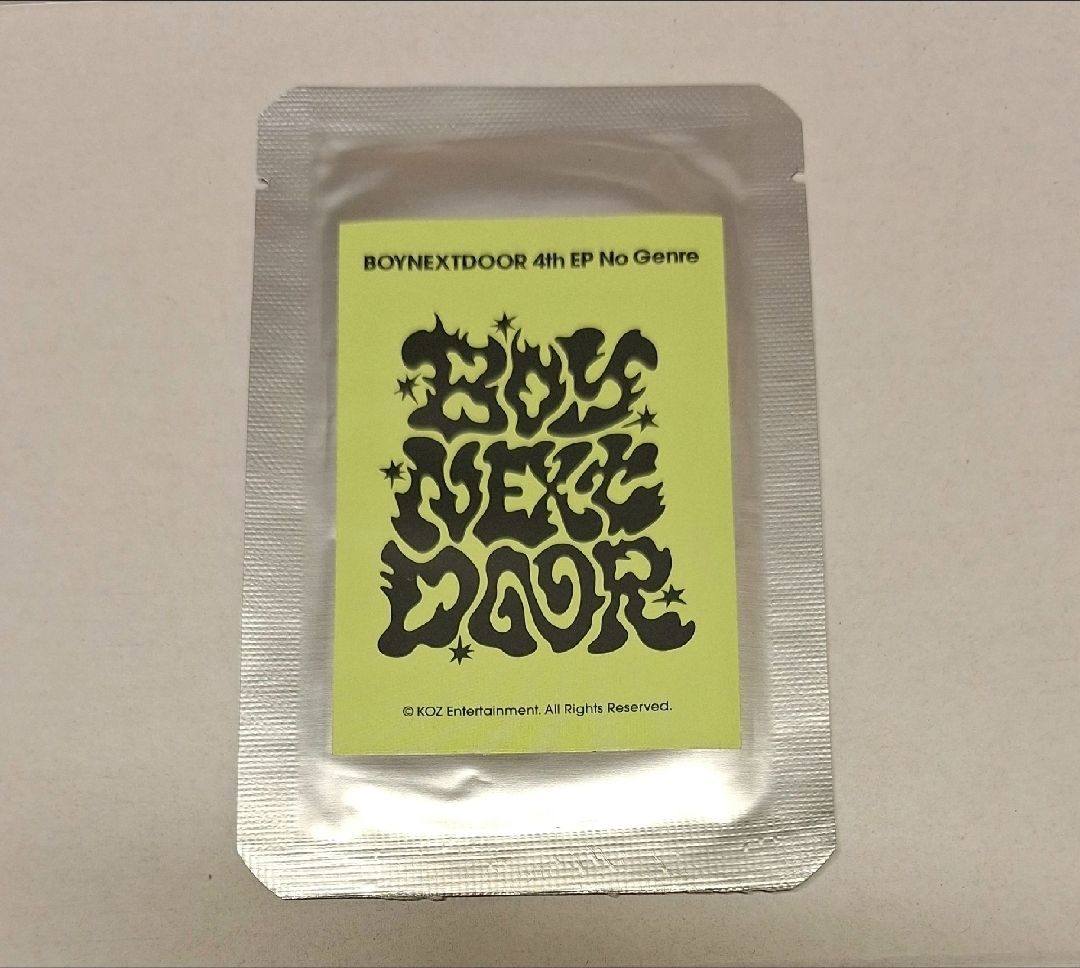 BOYNEXTDOOR 4th EP No Genre
BOY
NEXT
DOOR
© KOZ Entertainment. All Rights Reserved.